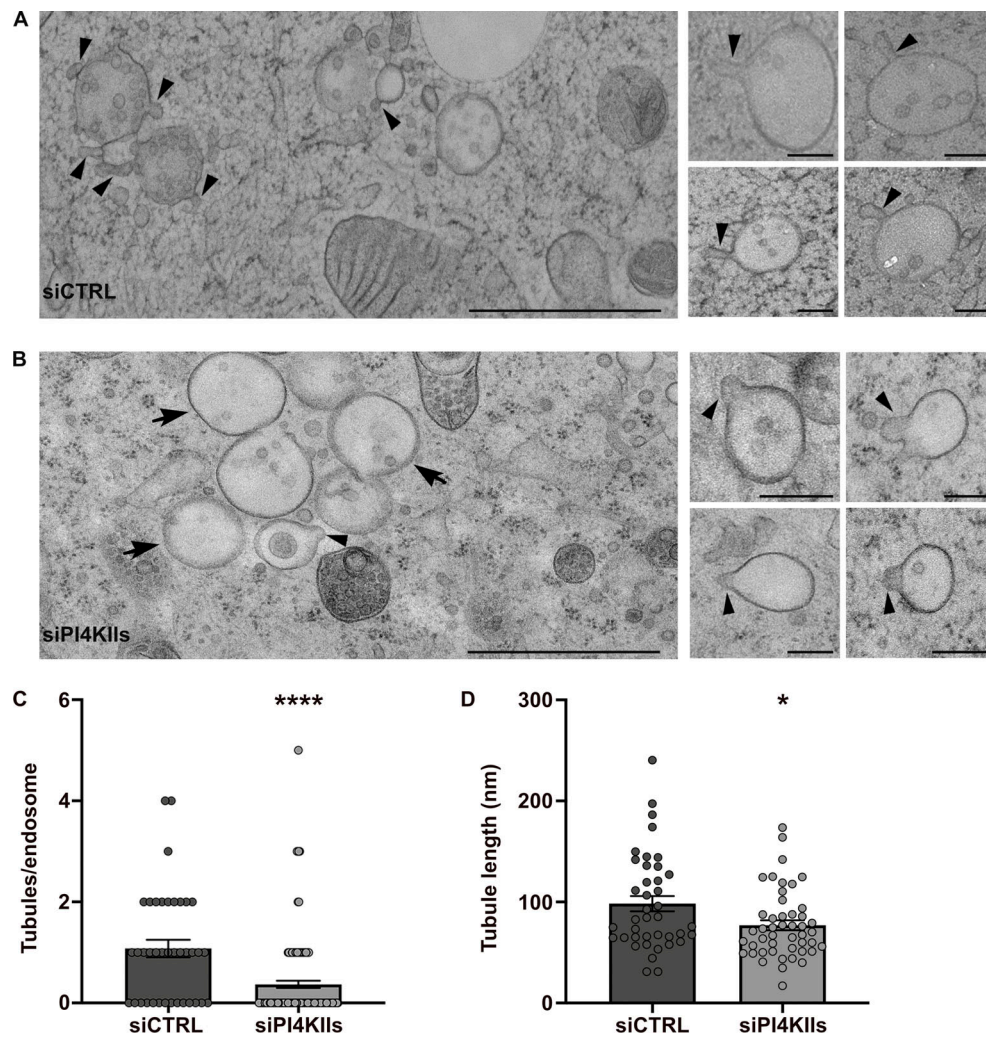 A
siCTRL
B
siPI4KIIs
C
6
4
2
0
Tubules/endosome
****
siCTRL
siPI4KIIs
D
300
200
100
0
Tubule length (nm)
*
siCTRL
siPI4KIIs